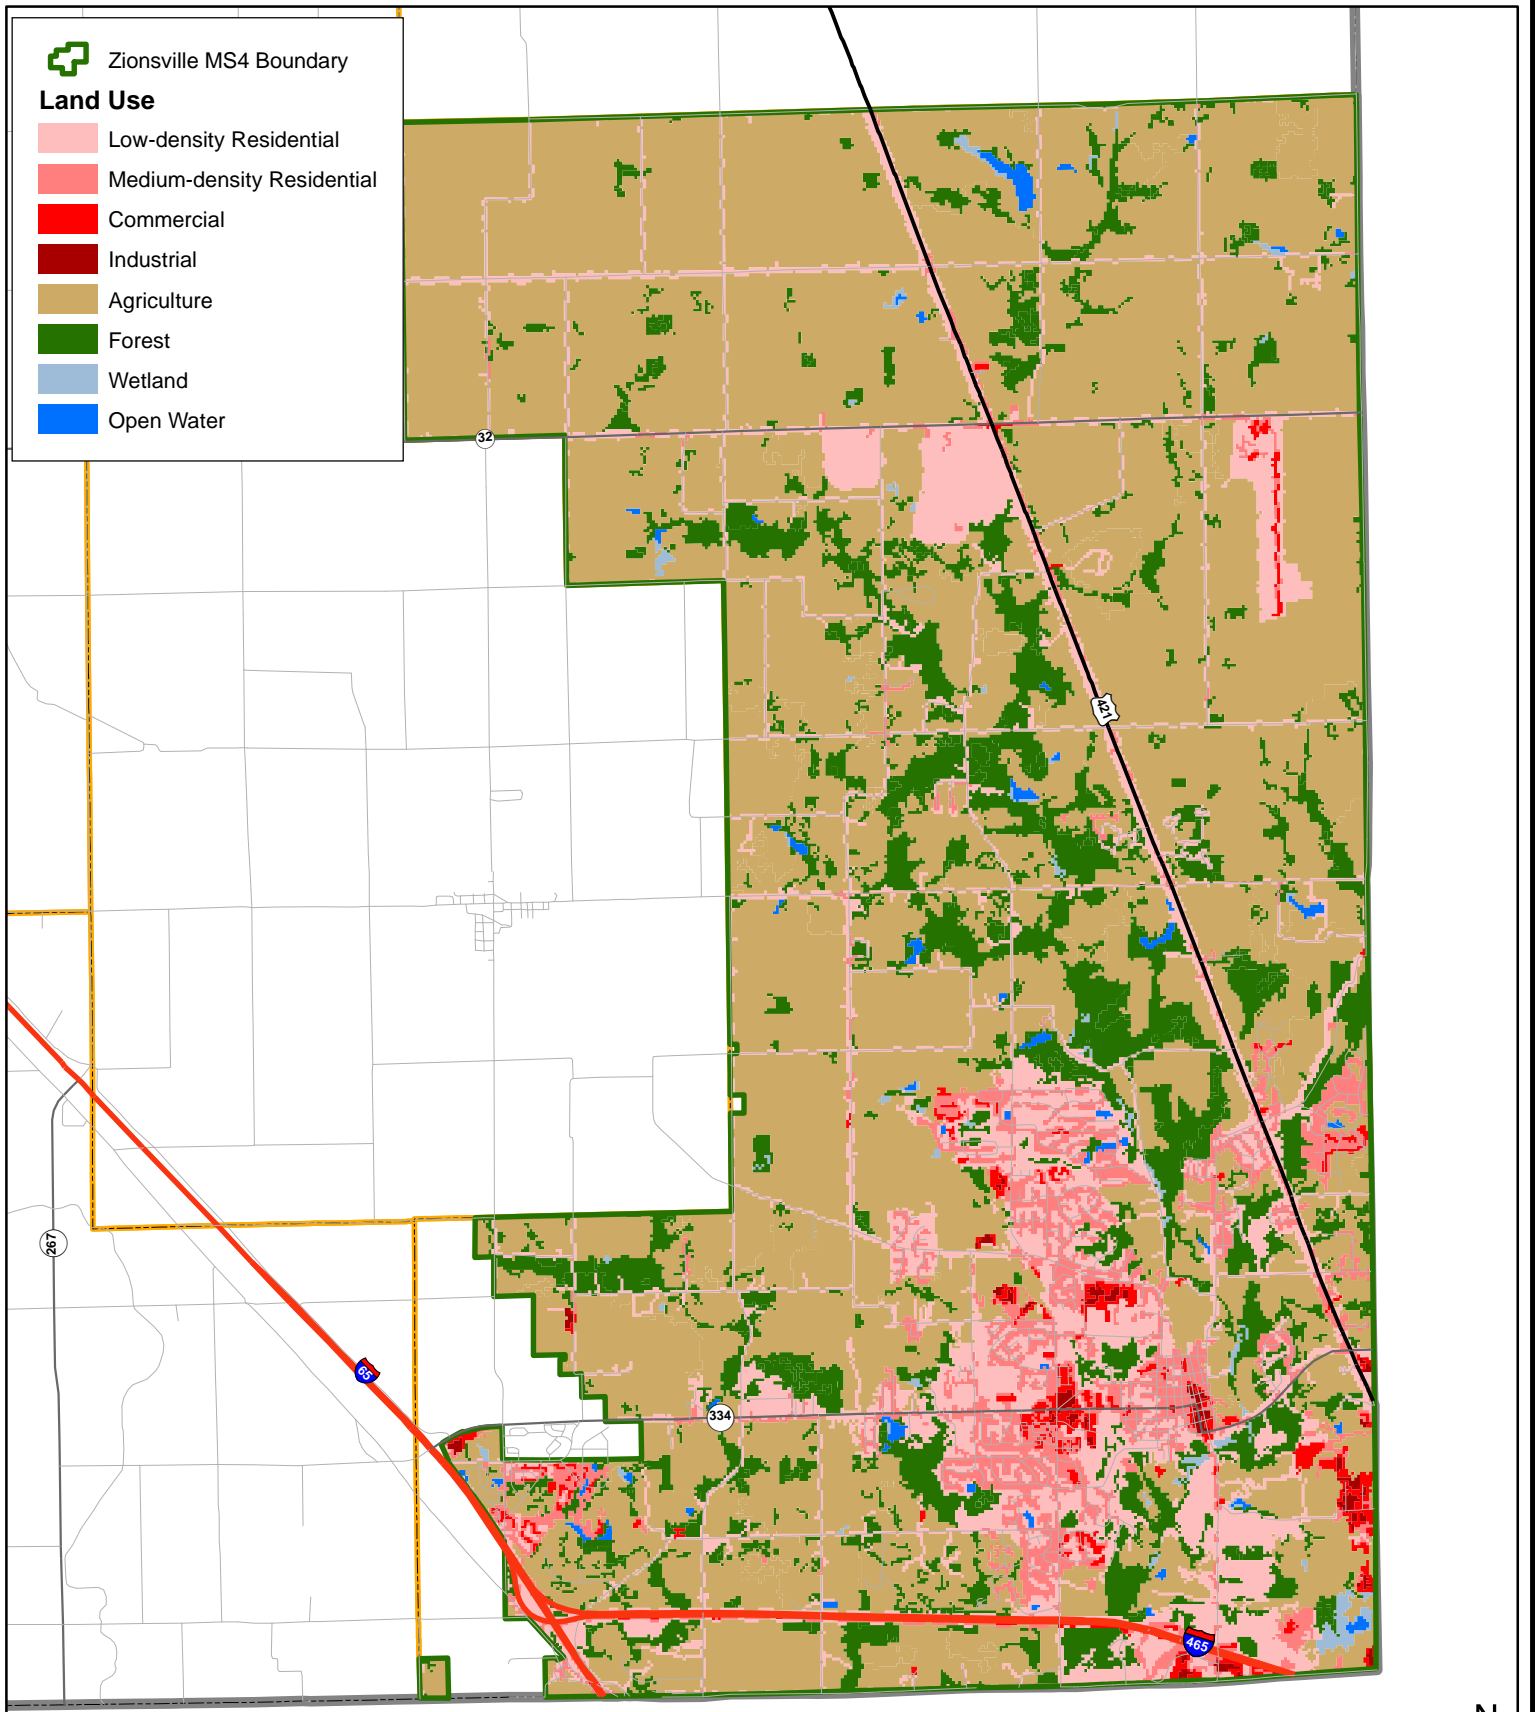 Zionsville MS4 Boundary
Land Use
Low-density Residential
Medium-density Residential
Commercial
Industrial
Agriculture
Forest
Wetland
Open Water
32
421
267
65
334
465
N